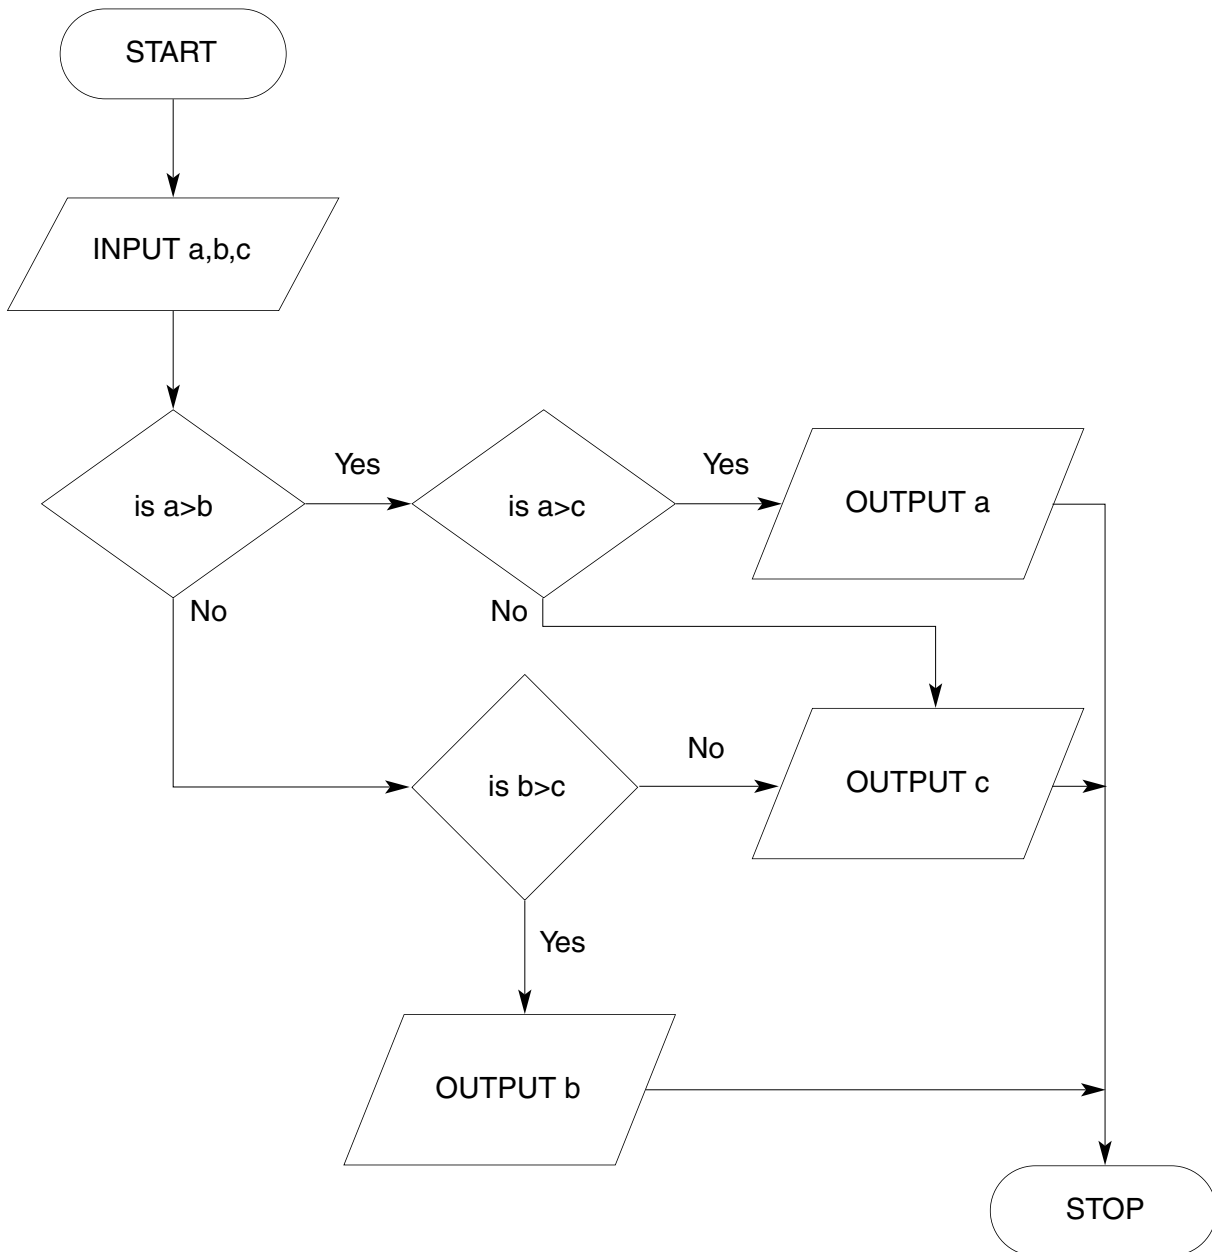 START
INPUT a,b,c
Yes
Yes
is a>b
is a>c
OUTPUT a
No
No
No
is b>c
OUTPUT c
Yes
OUTPUT b
STOP